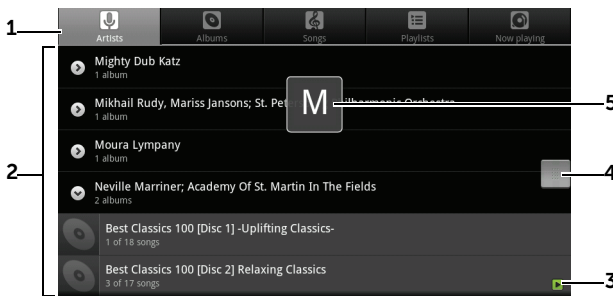 1
Artists
Albums
Songs
Playlists
Now playing
2
Mighty Dub Katz
1 album
M
5
Mikhail Rudy, Mariss Jansons; St.
1 album
Moura Lympany
1 album
4
Neville Marriner; Academy Of St. Martin In The Fields
2 albums
Best Classics 100 [Disc 1] -Uplifting Classics-
1 of 18 songs
Best Classics 100 [Disc 2] Relaxing Classics
3 of 17 songs
3